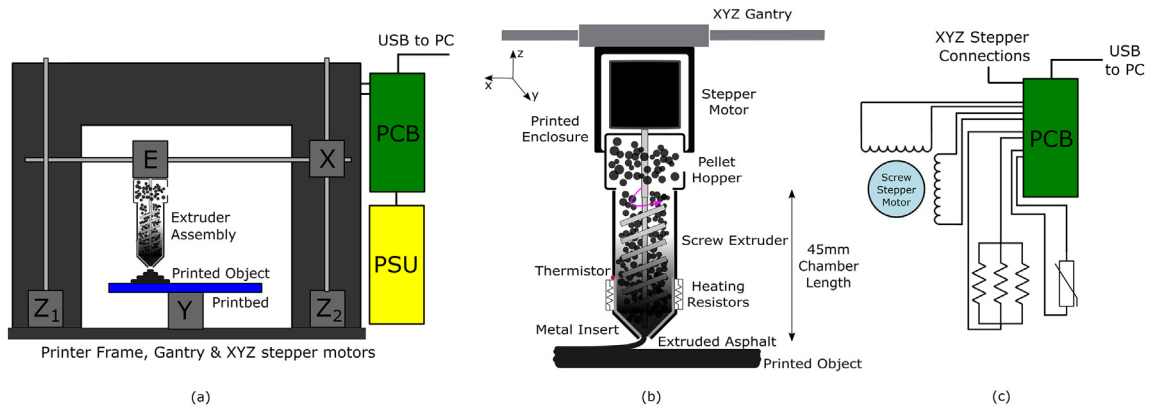 USB to PC
PCB
E
X
Extruder
Assembly
PSU
Printed Object
Printbed
Z1
Y
Z2
Printer Frame, Gantry & XYZ stepper motors
(a)
XYZ Gantry
z
x
y
Stepper
Motor
Printed
Enclosure
Pellet
Hopper
Screw Extruder
45mm
Chamber
Length
Thermistor
Heating
Resistors
Metal Insert
Extruded Asphalt
Printed Object
(b)
XYZ Stepper
Connections
USB
to PC
PCB
Screw
Stepper
Motor
(c)